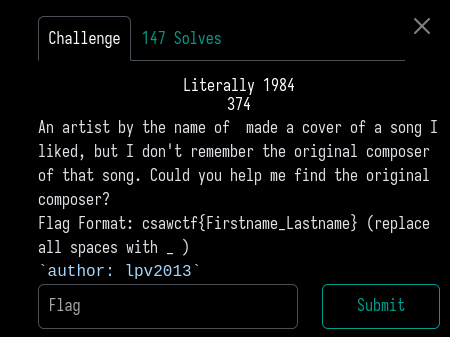 Challenge
147 Solves
Literally 1984
374
An artist by the name of  made a cover of a song I
liked, but I don't remember the original composer
of that song. Could you help me find the original
composer?
Flag Format: csawctf{Firstname_Lastname} (replace
all spaces with _ )
`author: lpv2013`
Flag
Submit